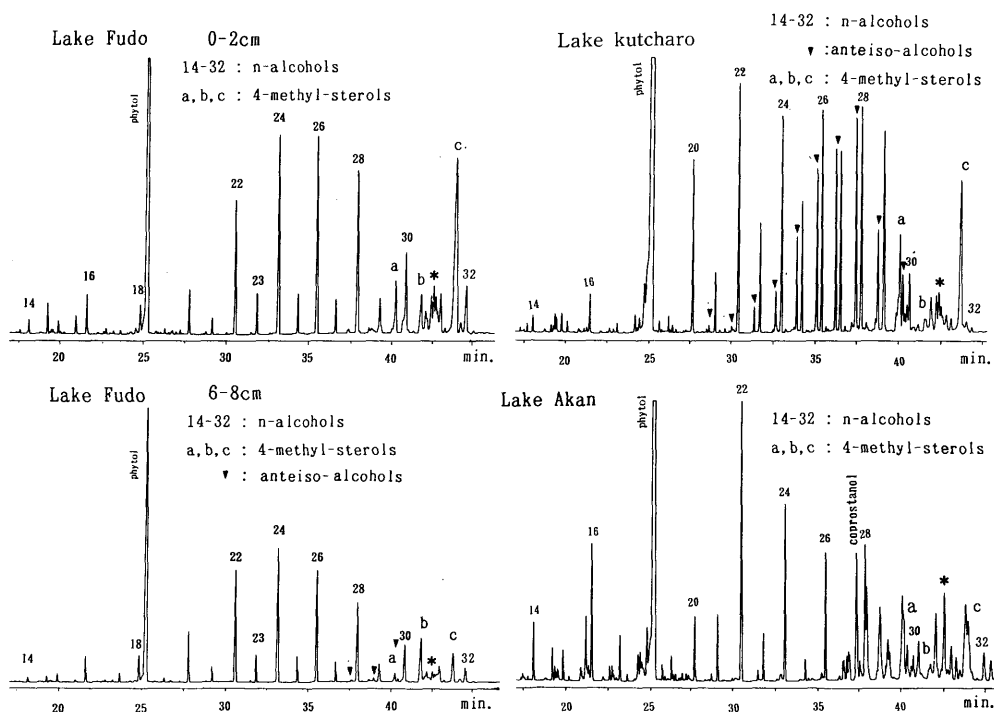 Lake Fudo 0-2cm
14-32 : n-alcohols
a,b,c : 4-methyl-sterols
phytol
14 16 18 22 23 24 26 28 a 30 b * c 32
20 25 30 35 40 min.
Lake kutcharo
14-32 : n-alcohols
▼ :anteiso-alcohols
a,b,c : 4-methyl-sterols
phytol
14 16 20 22 24 26 28 a 30 b * c 32
20 25 30 35 40 min.
Lake Fudo 6-8cm
14-32 : n-alcohols
a,b,c : 4-methyl-sterols
▼ : anteiso-alcohols
phytol
14 18 22 23 24 26 28 a 30 b * c 32
20 25 30 35 40 min.
Lake Akan
14-32 : n-alcohols
a,b,c : 4-methyl-sterols
phytol
coprostanol
14 16 20 22 24 26 28 a 30 b * c 32
20 25 30 35 40 min.